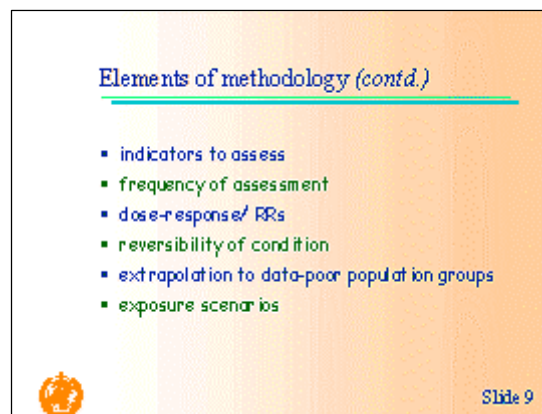 Elements of methodology (contd.)
▪ indicators to assess
▪ frequency of assessment
▪ dose-response/ RRs
▪ reversibility of condition
▪ extrapolation to data-poor population groups
▪ exposure scenarios
Slide 9